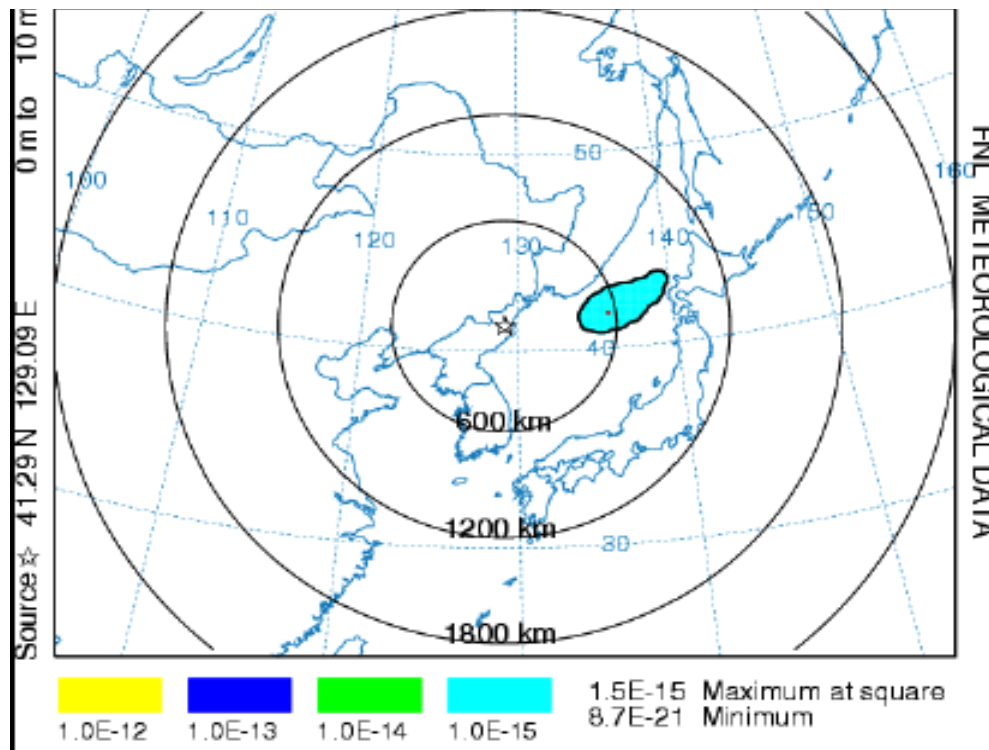 Source ☆ 41.29 N 129.09 E 0 m to 10 m
FNL METEOROLOGICAL DATA
50
160
100
150
110
140
120
130
40
600 km
1200 km
30
1800 km
1.5E-15 Maximum at square
8.7E-21 Minimum
1.0E-12 1.0E-13 1.0E-14 1.0E-15